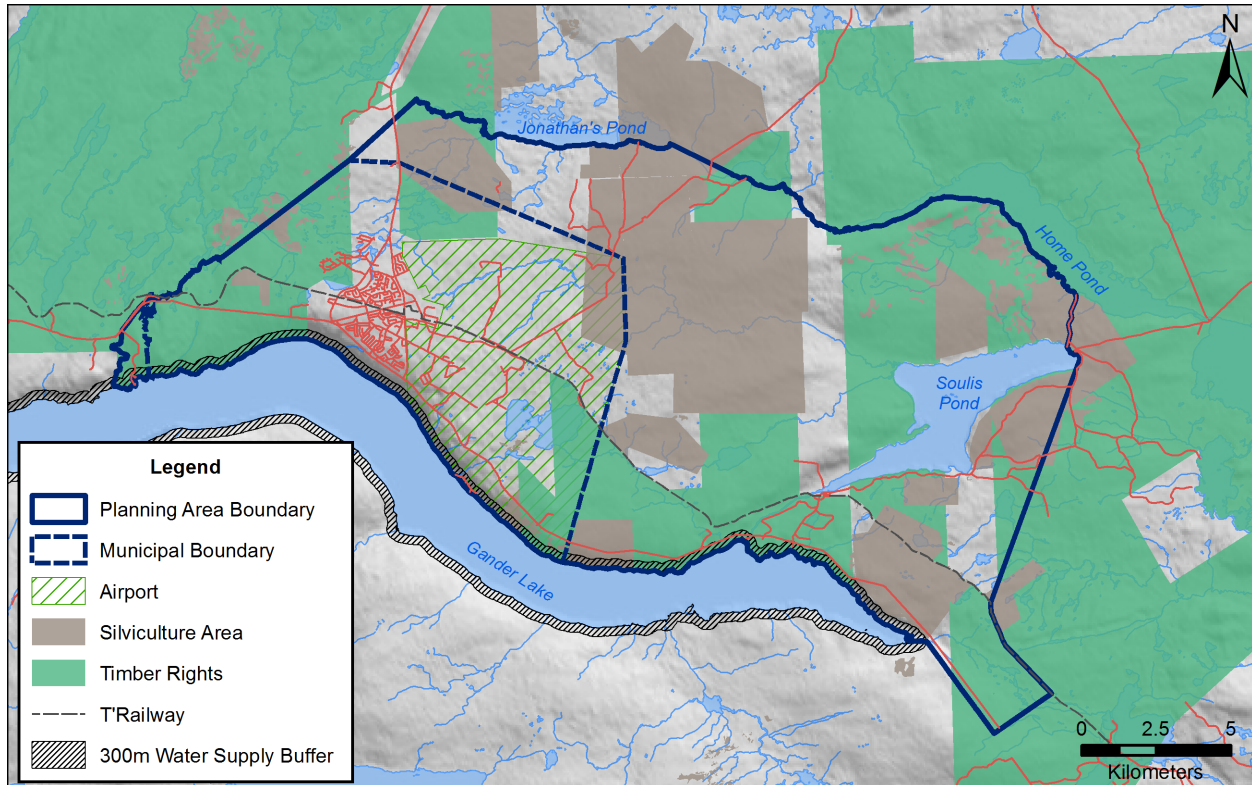 N
Jonathan's Pond
Home Pond
Soulis
Pond
Gander Lake
Legend
Planning Area Boundary
Municipal Boundary
Airport
Silviculture Area
Timber Rights
T'Railway
300m Water Supply Buffer
0 2.5 5
Kilometers